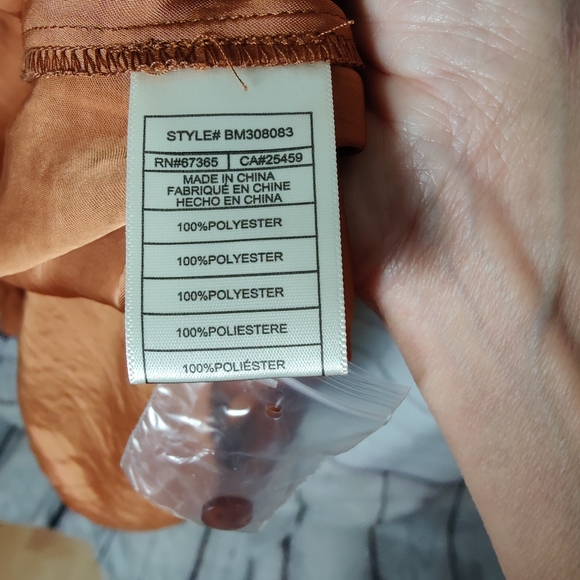 STYLE# BM308083
RN#67365 CA#25459
MADE IN CHINA
FABRIQUÉ EN CHINE
HECHO EN CHINA
100%POLYESTER
100%POLYESTER
100%POLYESTER
100%POLIESTERE
100%POLIÉSTER